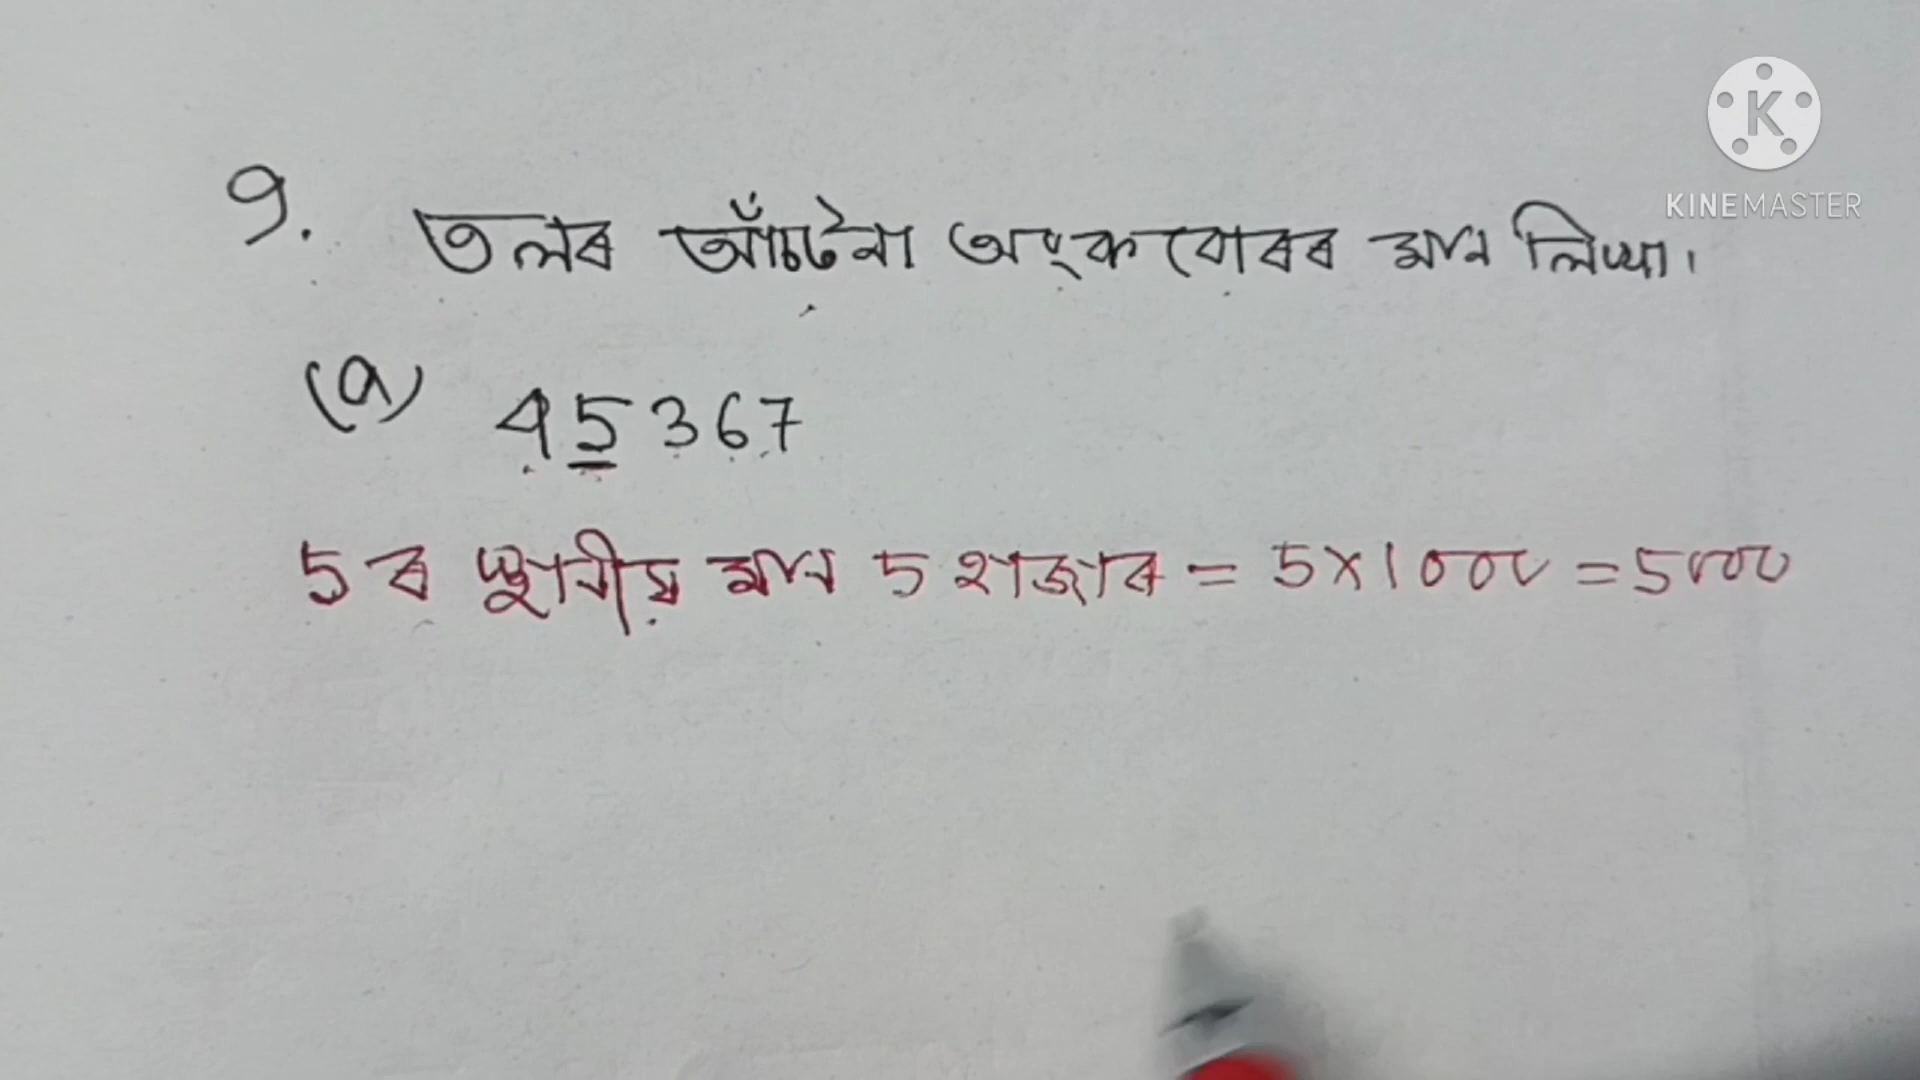 K
KINEMASTER
9. তলৰ আঁচটনা অংকবোৰৰ মান লিখা।
(a) 45367
5 ৰ স্থানীয় মান 5 হাজাৰ = 5×1000 = 5000